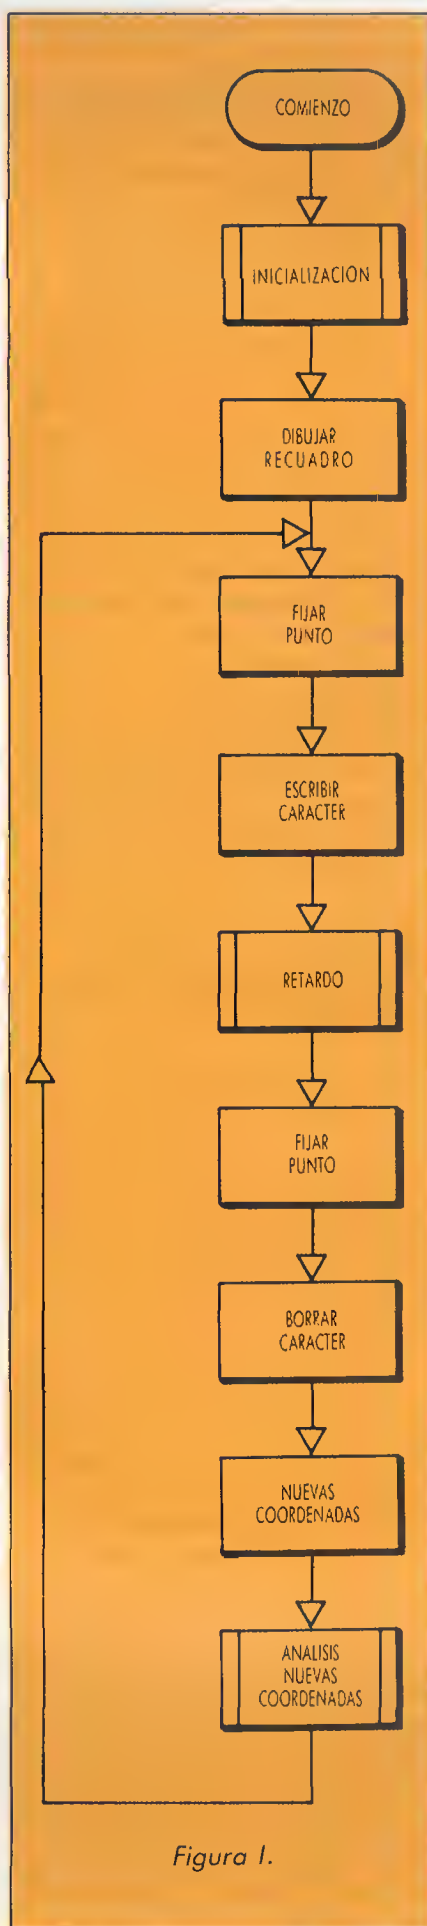 COMIENZO
INICIALIZACION
DIBUJAR
RECUADRO
FIJAR
PUNTO
ESCRIBIR
CARACTER
RETARDO
FIJAR
PUNTO
BORRAR
CARACTER
NUEVAS
COORDENADAS
ANALISIS
NUEVAS
COORDENADAS
Figura I.